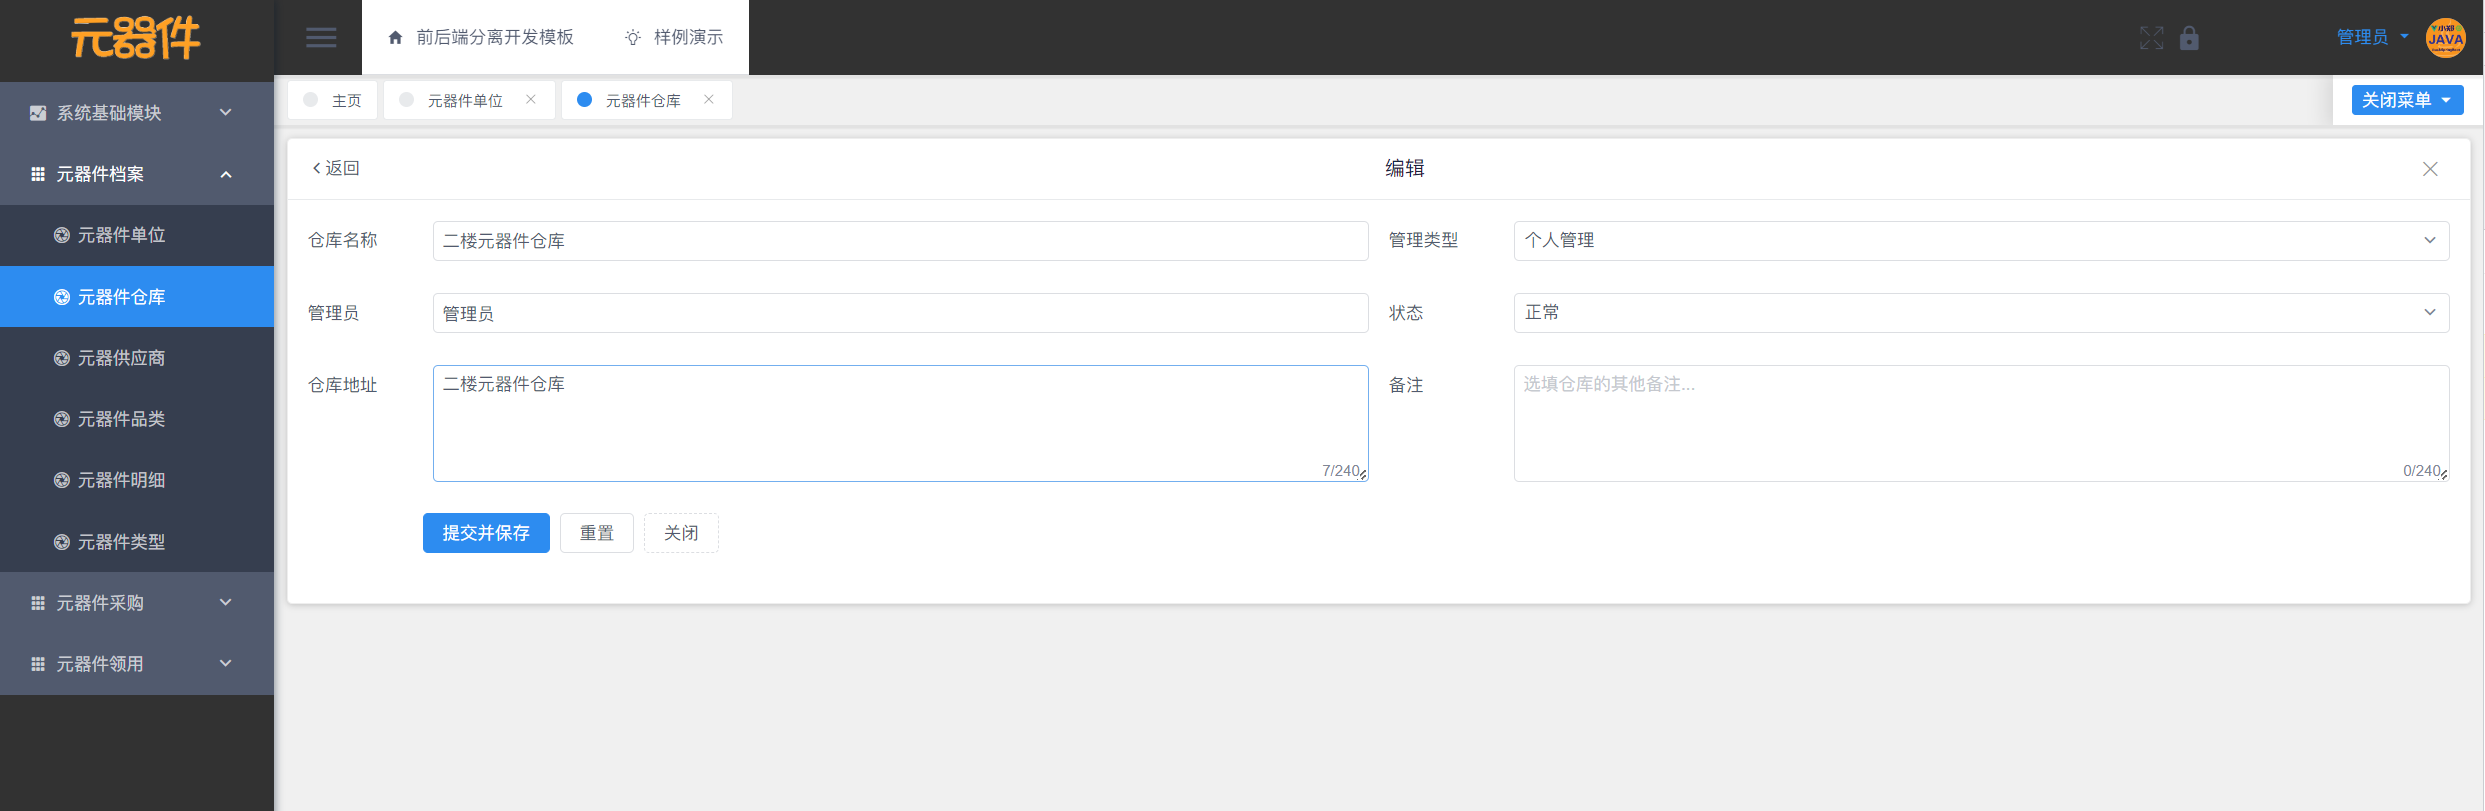 元器件
前后端分离开发模板
样例演示
管理员
小郑
JAVA
系统基础模块
元器件档案
元器件单位
元器件仓库
元器供应商
元器件品类
元器件明细
元器件类型
元器件采购
元器件领用
主页
元器件单位
元器件仓库
关闭菜单
返回
编辑
仓库名称
二楼元器件仓库
管理类型
个人管理
管理员
管理员
状态
正常
仓库地址
二楼元器件仓库
7/240
备注
选填仓库的其他备注...
0/240
提交并保存
重置
关闭